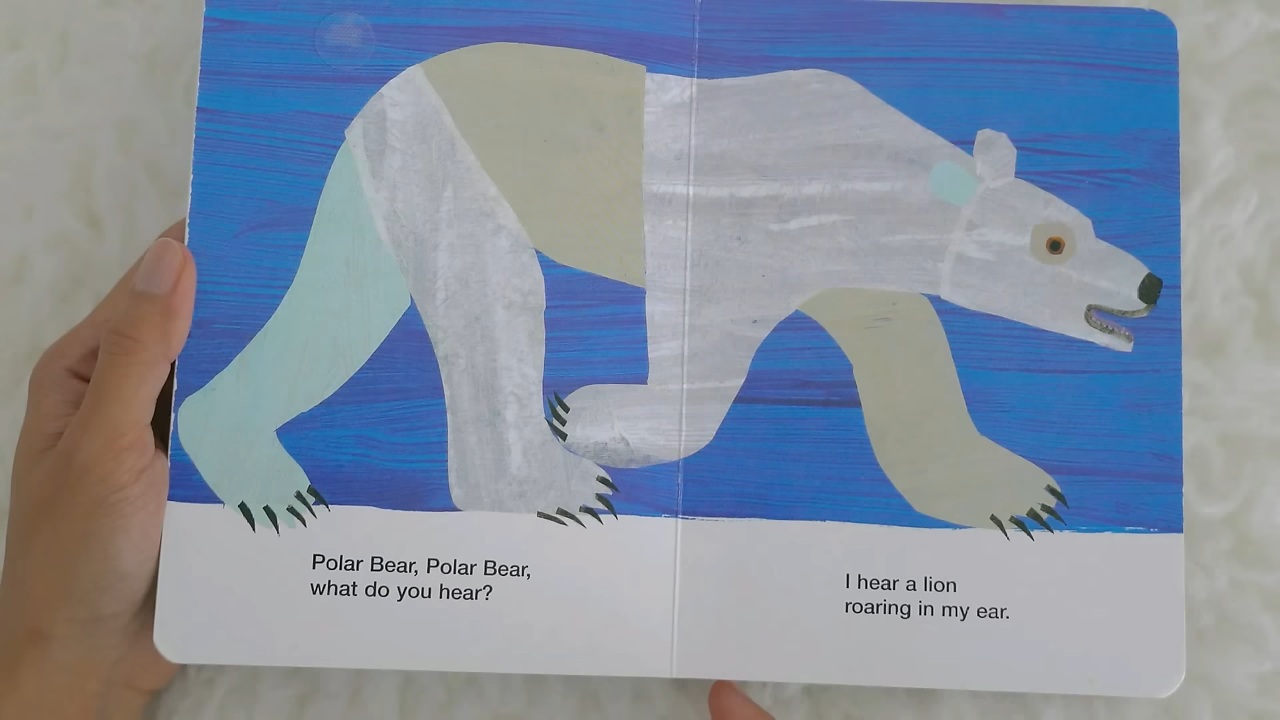 Polar Bear, Polar Bear,
what do you hear?
I hear a lion
roaring in my ear.